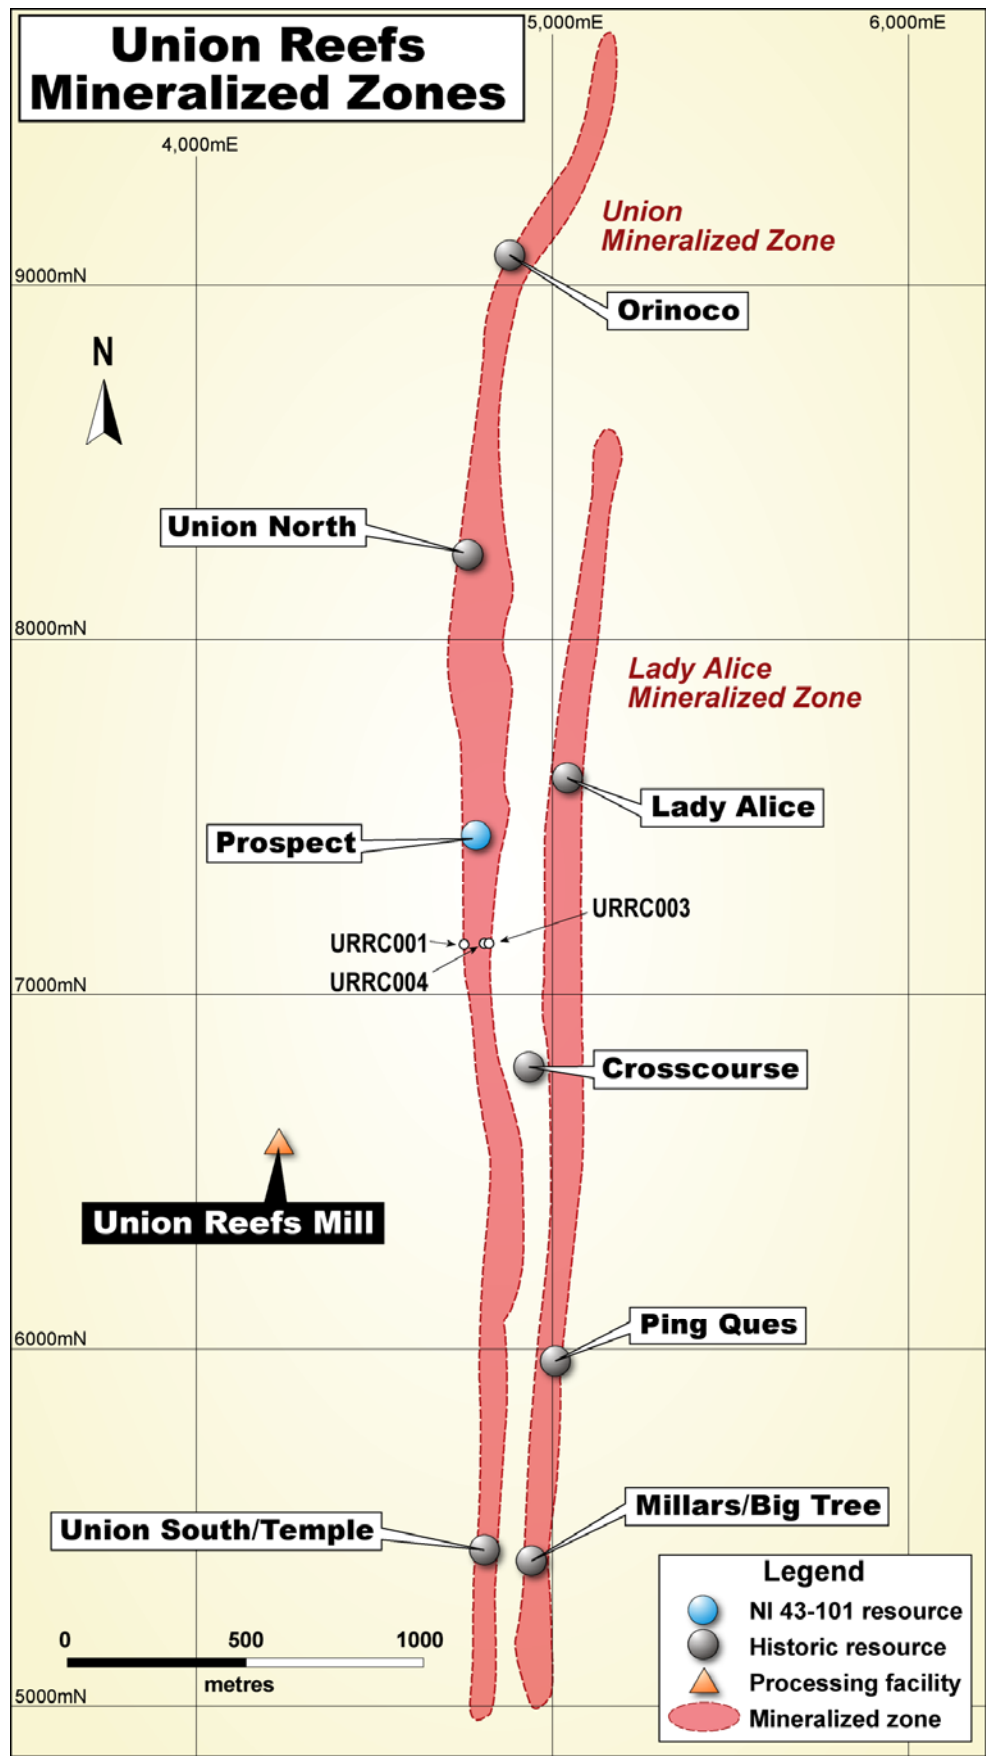 Union Reefs
Mineralized Zones
5,000mE
6,000mE
4,000mE
Union
Mineralized Zone
9000mN
Orinoco
N
Union North
8000mN
Lady Alice
Mineralized Zone
Lady Alice
Prospect
URRC003
URRC001
URRC004
7000mN
Crosscourse
Union Reefs Mill
Ping Ques
6000mN
Millars/Big Tree
Union South/Temple
Legend
NI 43-101 resource
Historic resource
Processing facility
Mineralized zone
0 500 1000
metres
5000mN